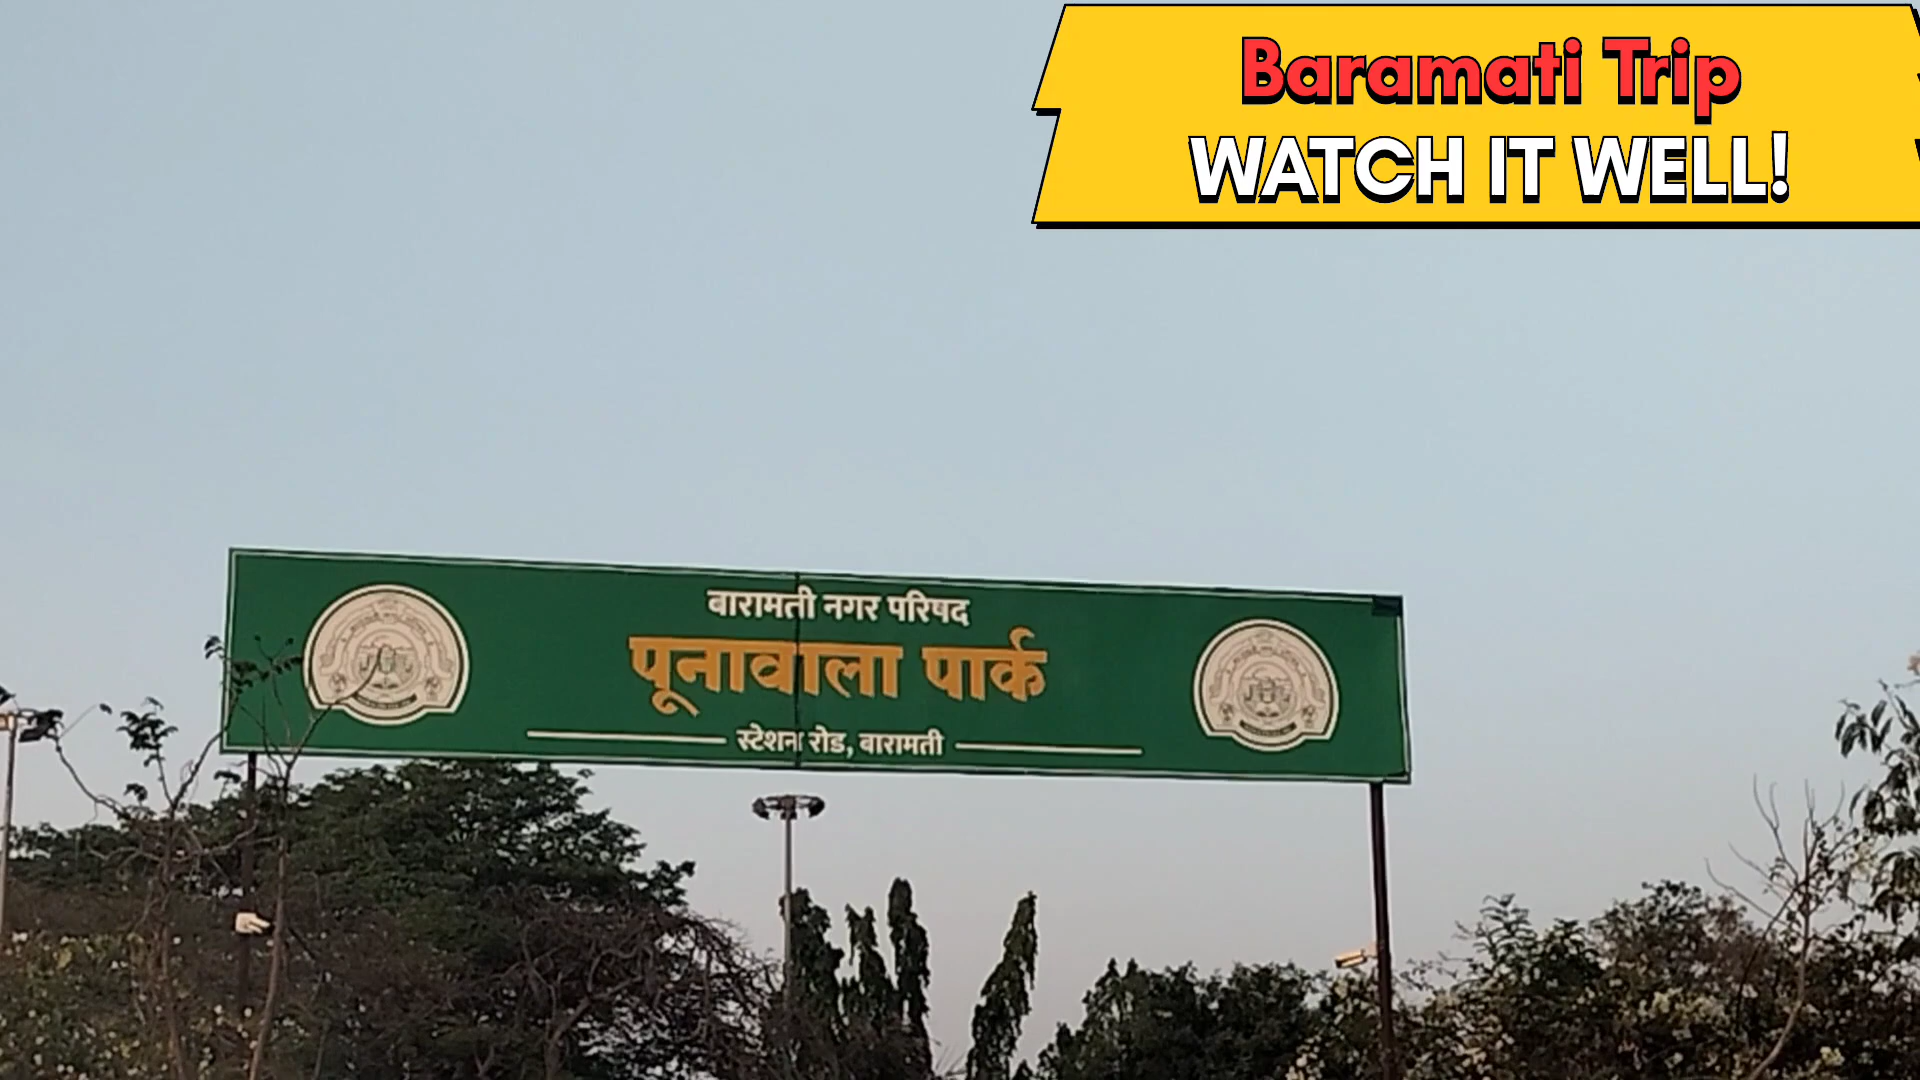 Baramati Trip
WATCH IT WELL!
बारामती नगर परिषद
पूनावाला पार्क
स्टेशन रोड, बारामती